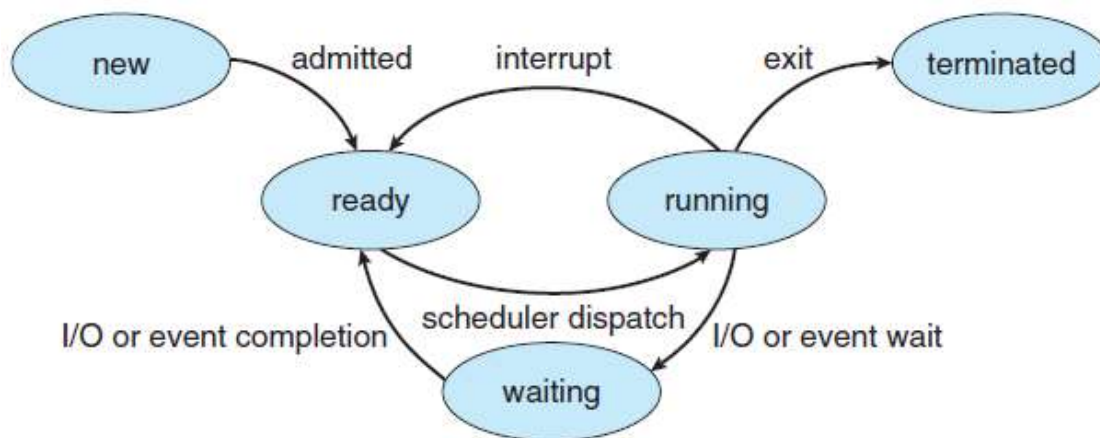 new
admitted
interrupt
exit
terminated
ready
running
scheduler dispatch
I/O or event completion
I/O or event wait
waiting